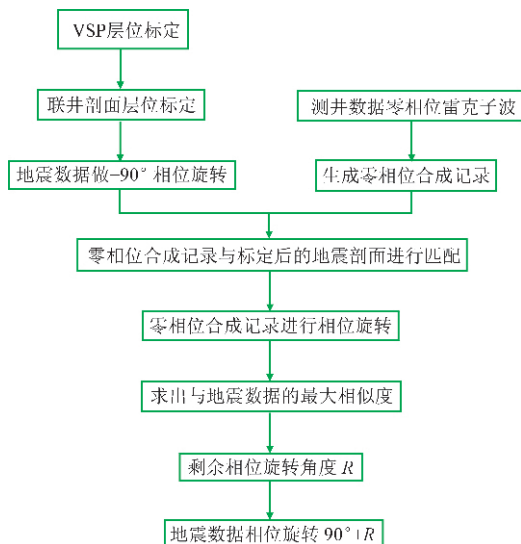 VSP层位标定
联井剖面层位标定
测井数据零相位雷克子波
地震数据做-90°相位旋转
生成零相位合成记录
零相位合成记录与标定后的地震剖面进行匹配
零相位合成记录进行相位旋转
求出与地震数据的最大相似度
剩余相位旋转角度 R
地震数据相位旋转 90°+R